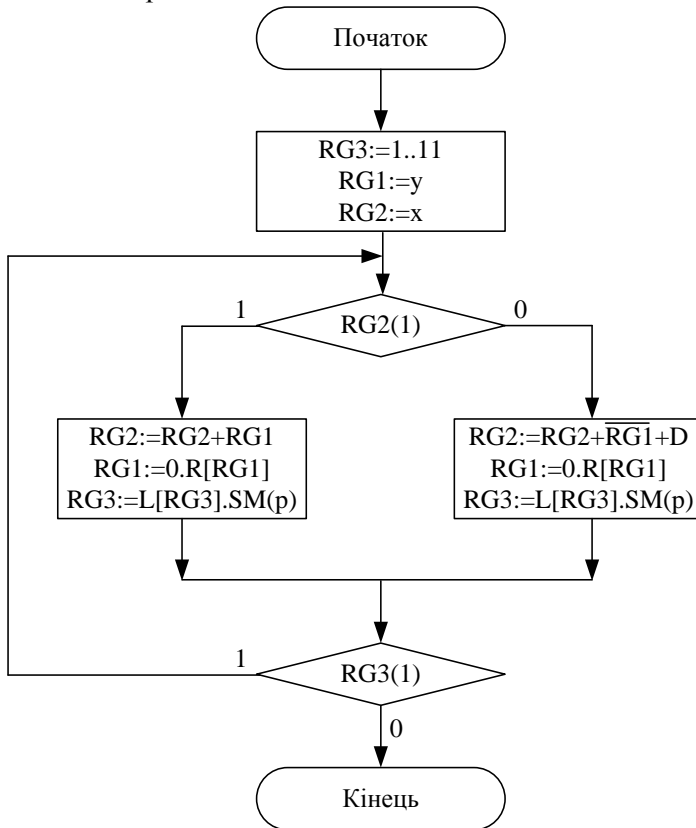 Початок
RG3:=1..11
RG1:=y
RG2:=x
1
RG2(1)
0
RG2:=RG2+RG1
RG1:=0.R[RG1]
RG3:=L[RG3].SM(p)
RG2:=RG2+R̅G̅1̅+D
RG1:=0.R[RG1]
RG3:=L[RG3].SM(p)
1
RG3(1)
0
Кінець